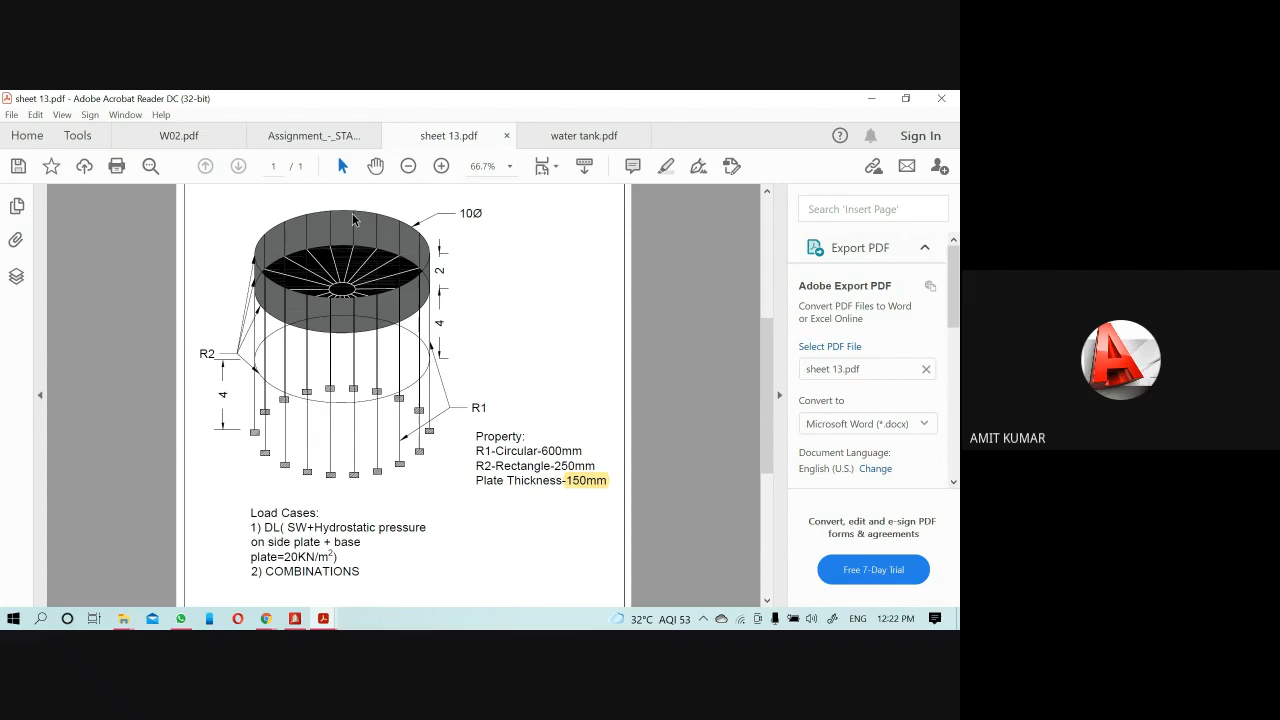 sheet 13.pdf - Adobe Acrobat Reader DC (32-bit)
File Edit View Sign Window Help
Home Tools W02.pdf Assignment_-_STA... sheet 13.pdf × water tank.pdf ? Sign In
1 / 1 66.7%
10Ø
2
4
R2
4
R1
Property:
R1-Circular-600mm
R2-Rectangle-250mm
Plate Thickness-150mm
Load Cases:
1) DL( SW+Hydrostatic pressure
on side plate + base
plate=20KN/m²)
2) COMBINATIONS
Search 'Insert Page'
Export PDF
Adobe Export PDF
Convert PDF Files to Word
or Excel Online
Select PDF File
sheet 13.pdf
Convert to
Microsoft Word (*.docx)
Document Language:
English (U.S.) Change
Convert, edit and e-sign PDF
forms & agreements
Free 7-Day Trial
32°C AQI 53 ENG 12:22 PM
AMIT KUMAR